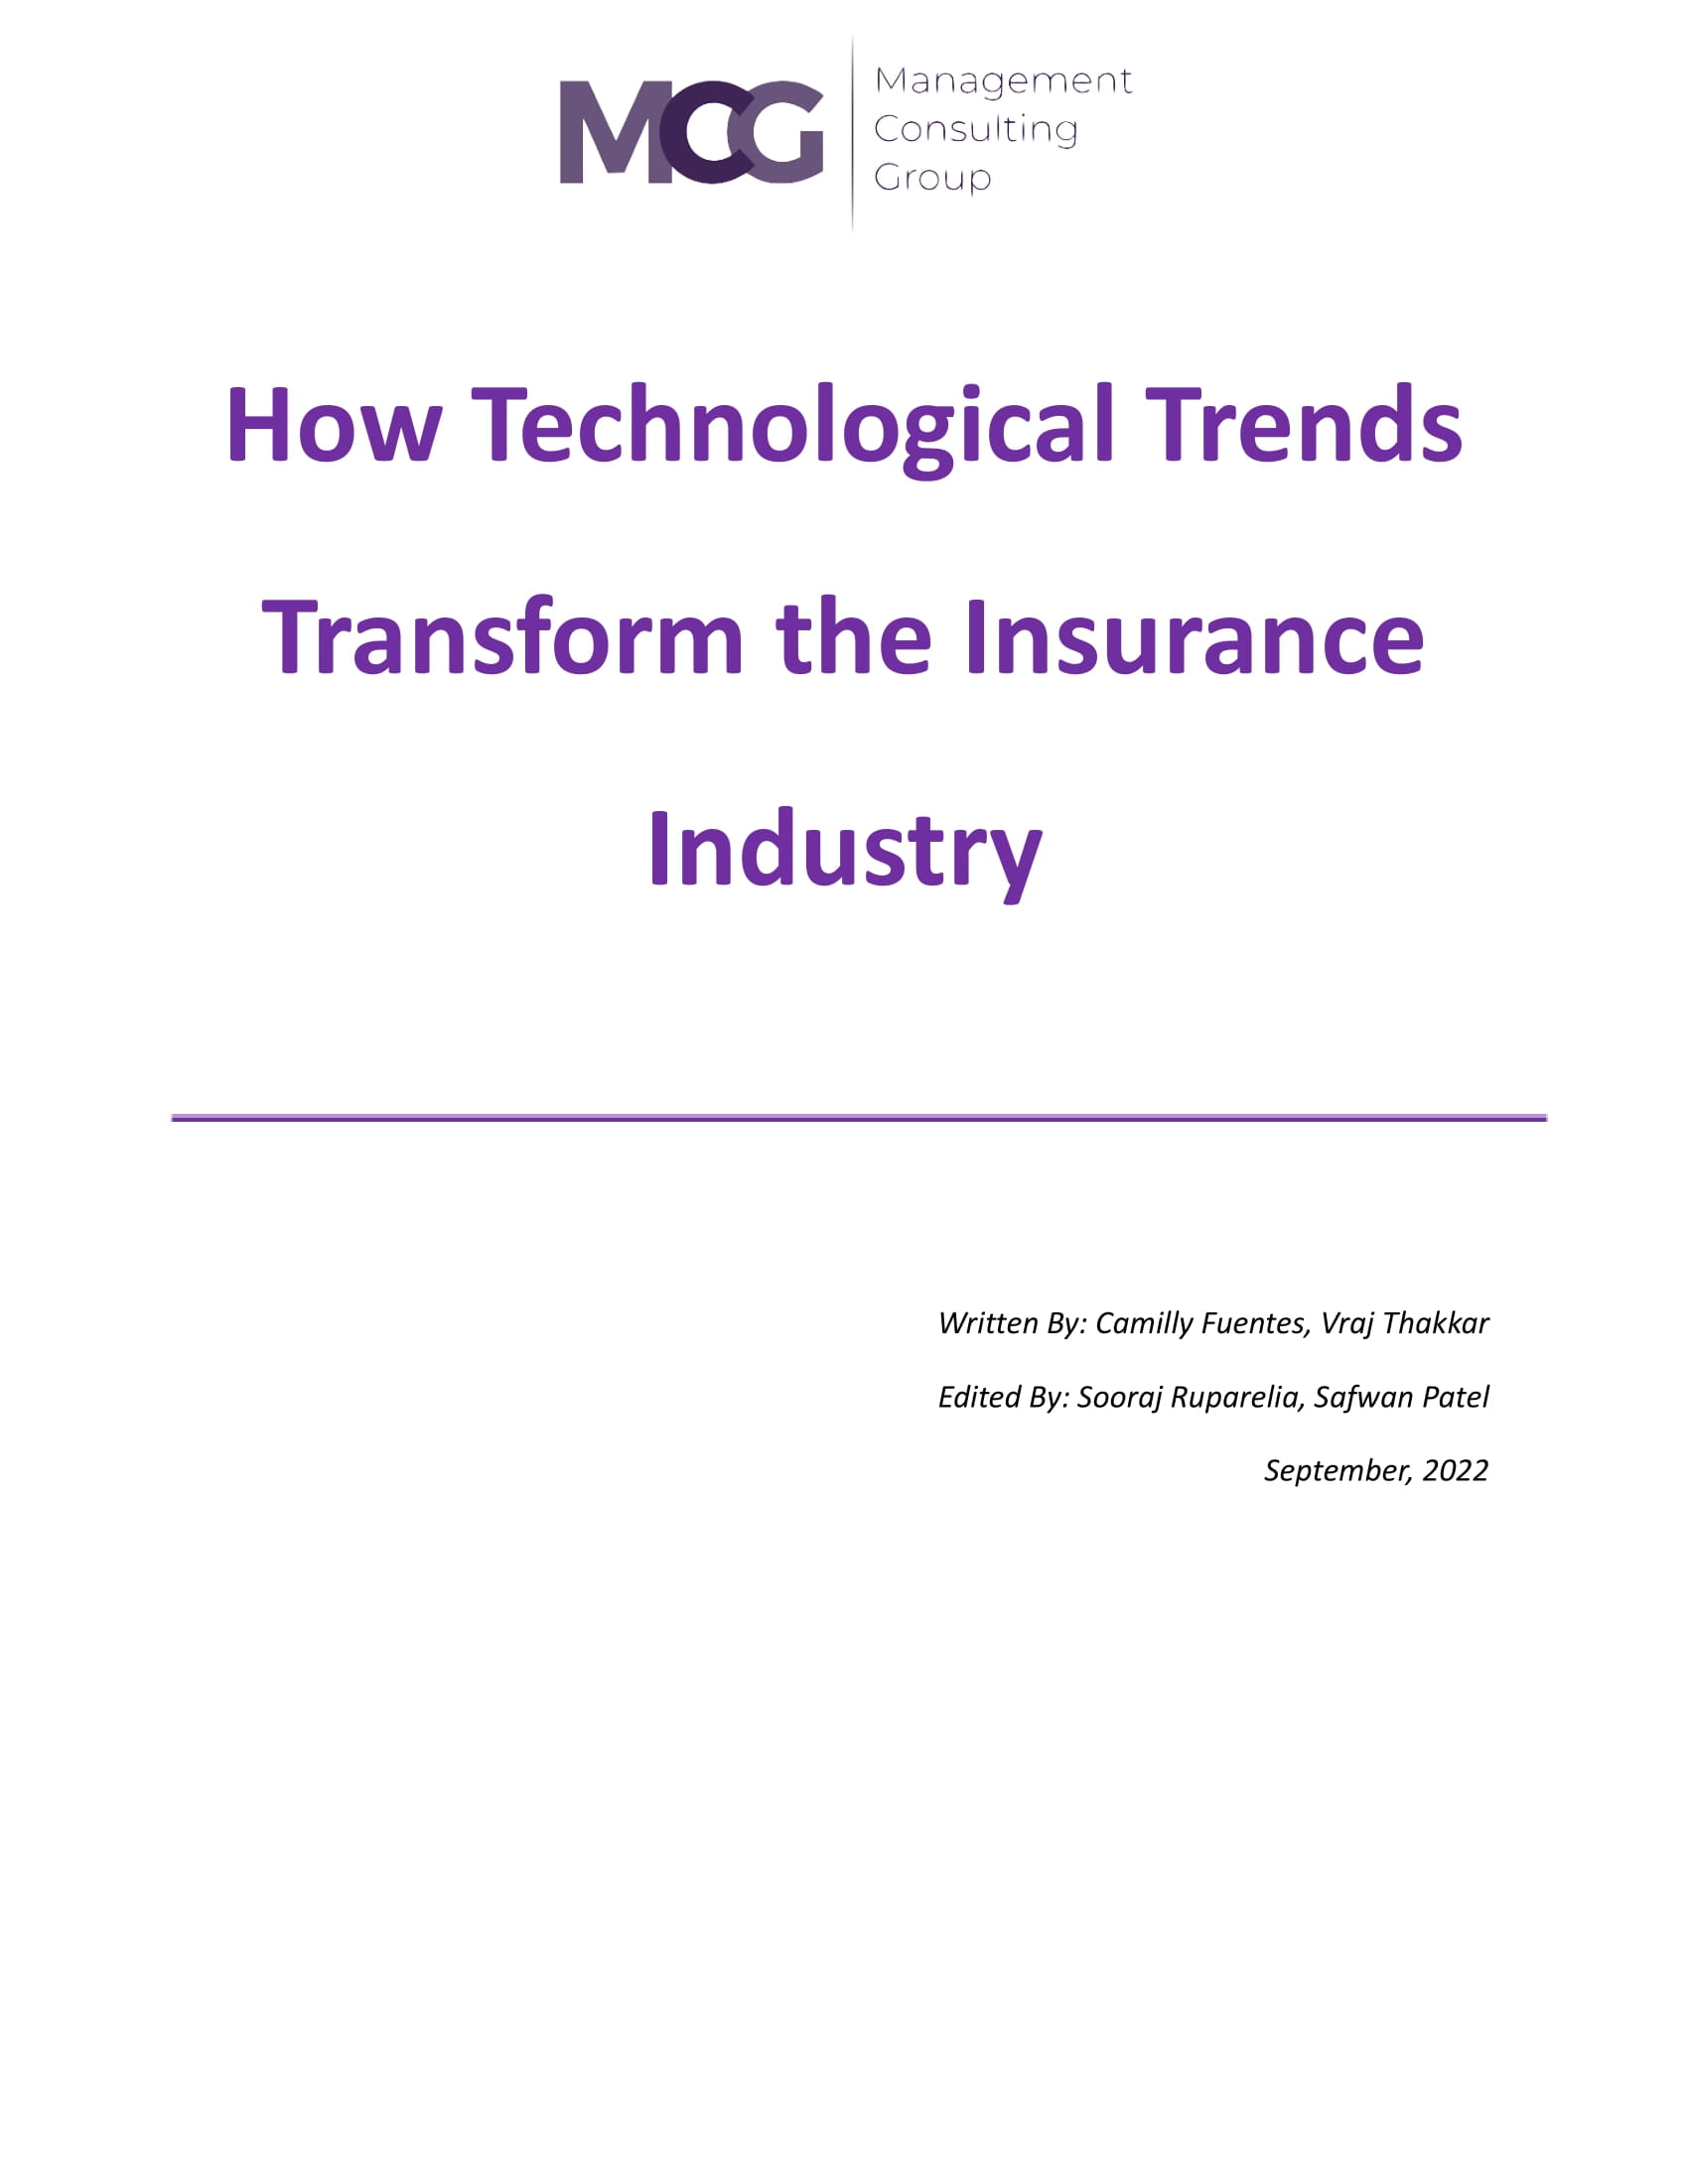 MCG
Management
Consulting
Group
How Technological Trends
Transform the Insurance
Industry
Written By: Camilly Fuentes, Vraj Thakkar
Edited By: Sooraj Ruparelia, Safwan Patel
September, 2022